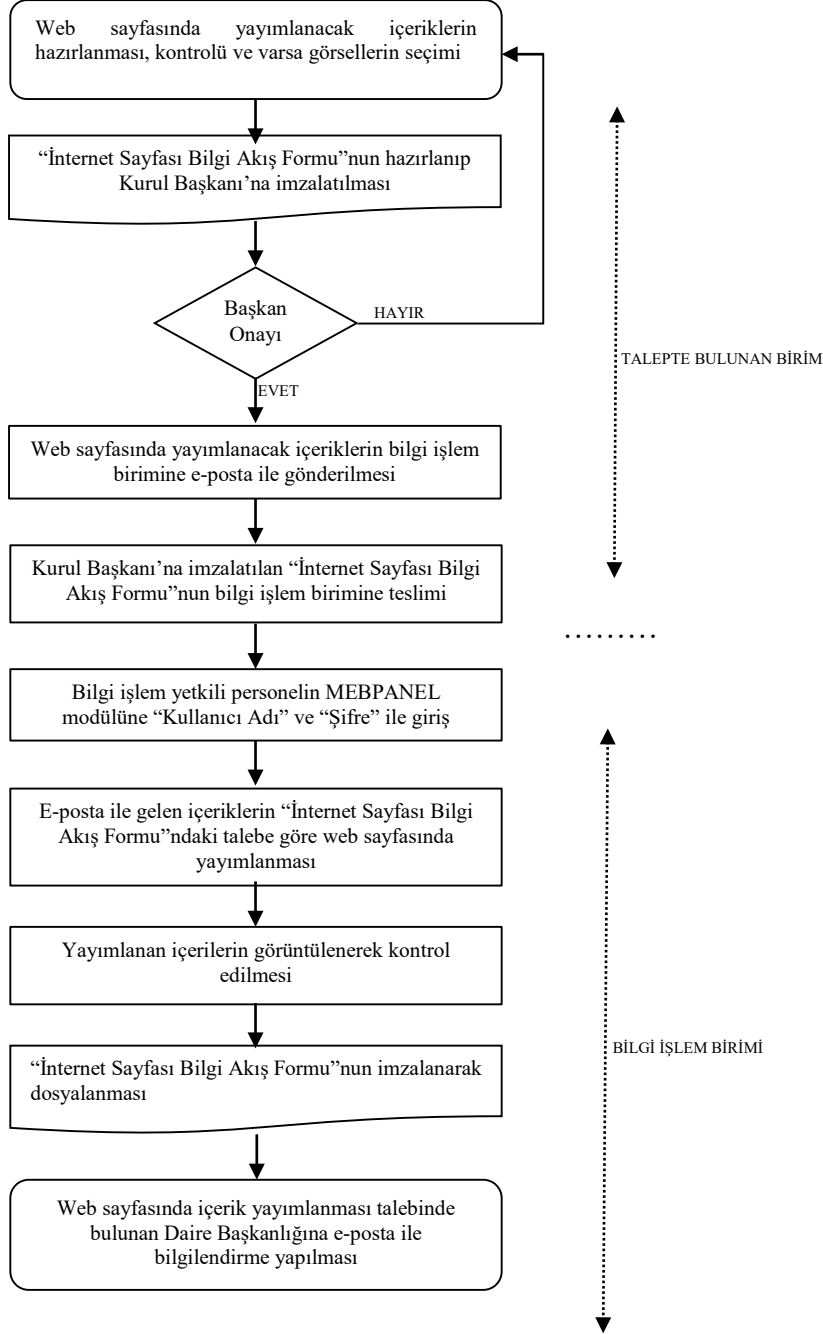 Web sayfasında yayımlanacak içeriklerin
hazırlanması, kontrolü ve varsa görsellerin seçimi
“İnternet Sayfası Bilgi Akış Formu”nun hazırlanıp
Kurul Başkanı’na imzalatılması
Başkan
Onayı
HAYIR
EVET
TALEPTE BULUNAN BİRİM
Web sayfasında yayımlanacak içeriklerin bilgi işlem
birimine e-posta ile gönderilmesi
Kurul Başkanı’na imzalatılan “İnternet Sayfası Bilgi
Akış Formu”nun bilgi işlem birimine teslimi
.........
Bilgi işlem yetkili personelin MEBPANEL
modülüne “Kullanıcı Adı” ve “Şifre” ile giriş
E-posta ile gelen içeriklerin “İnternet Sayfası Bilgi
Akış Formu”ndaki talebe göre web sayfasında
yayımlanması
Yayımlanan içerilerin görüntülenerek kontrol
edilmesi
“İnternet Sayfası Bilgi Akış Formu”nun imzalanarak
dosyalanması
BİLGİ İŞLEM BİRİMİ
Web sayfasında içerik yayımlanması talebinde
bulunan Daire Başkanlığına e-posta ile
bilgilendirme yapılması